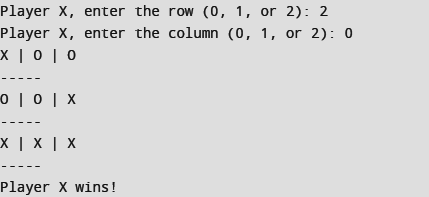 Player X, enter the row (0, 1, or 2): 2
Player X, enter the column (0, 1, or 2): 0
X | O | O
-----
O | O | X
-----
X | X | X
-----
Player X wins!